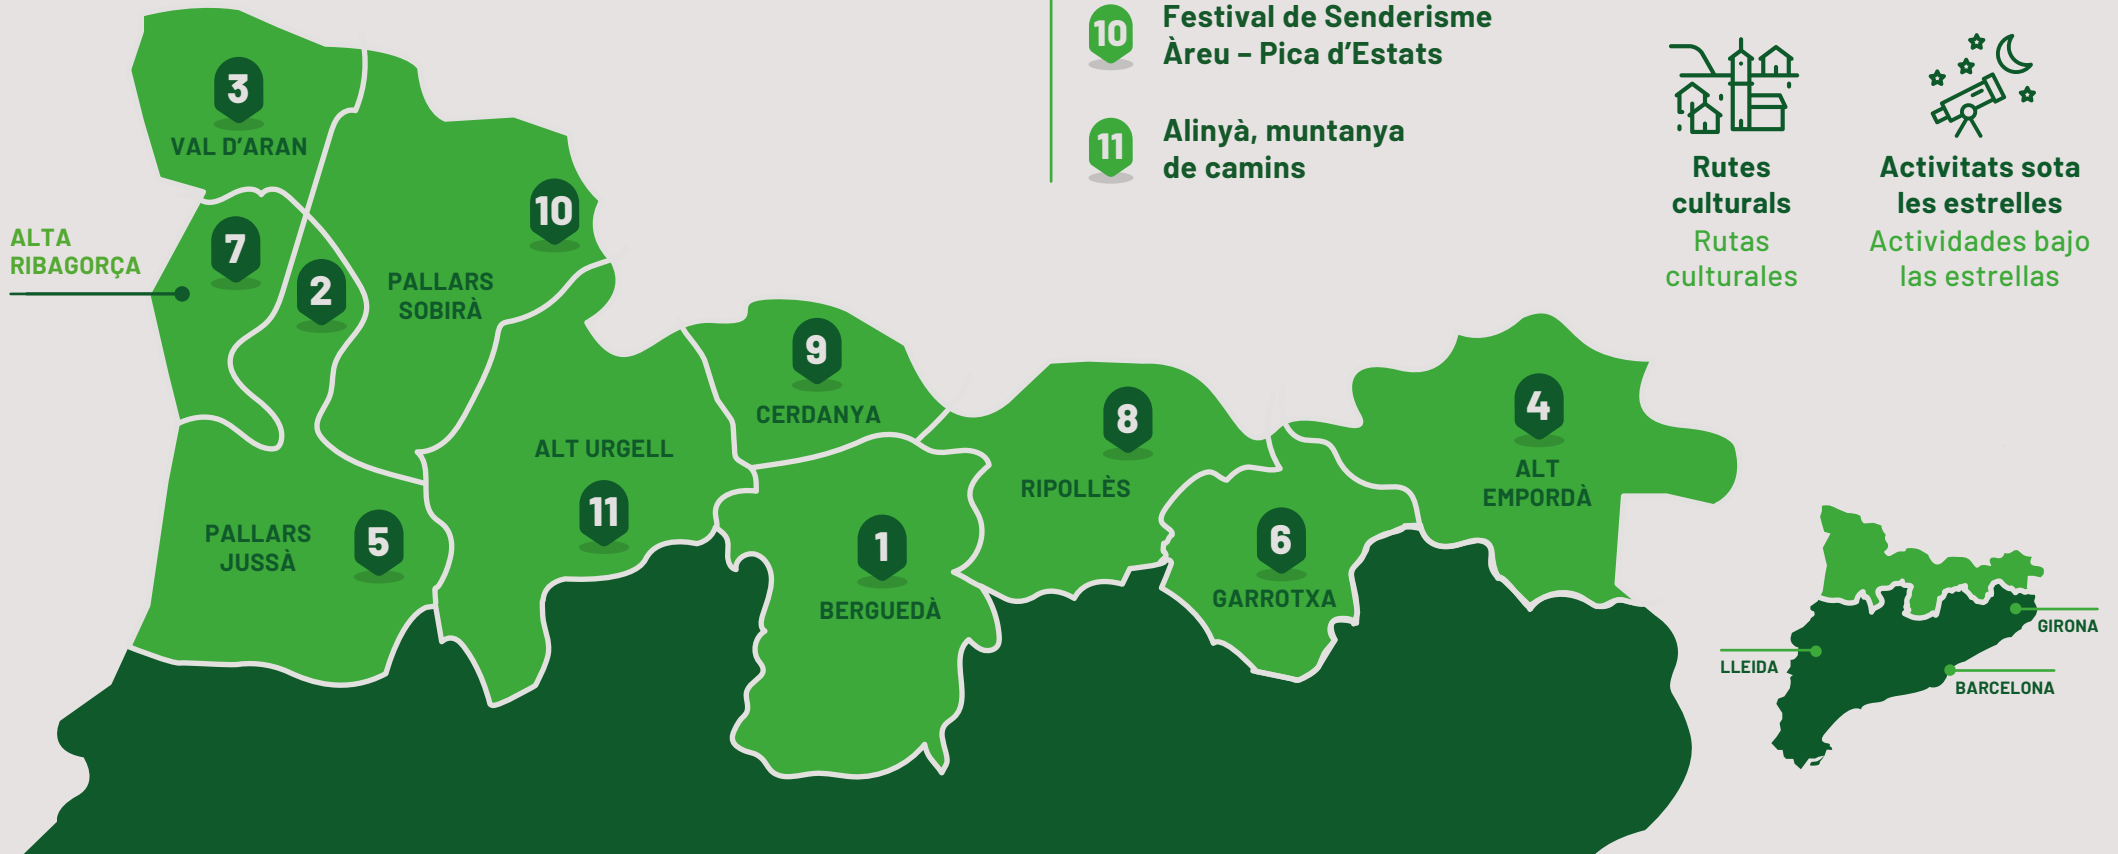 10
Festival de Senderisme
Àreu – Pica d’Estats
11
Alinyà, muntanya
de camins
Rutes
culturals
Rutas
culturales
Activitats sota
les estrelles
Actividades bajo
las estrellas
3
VAL D’ARAN
ALTA
RIBAGORÇA
7
2
10
PALLARS
SOBIRÀ
9
CERDANYA
8
RIPOLLÈS
4
ALT
EMPORDÀ
ALT URGELL
11
PALLARS
JUSSÀ
5
1
BERGUEDÀ
6
GARROTXA
GIRONA
LLEIDA
BARCELONA